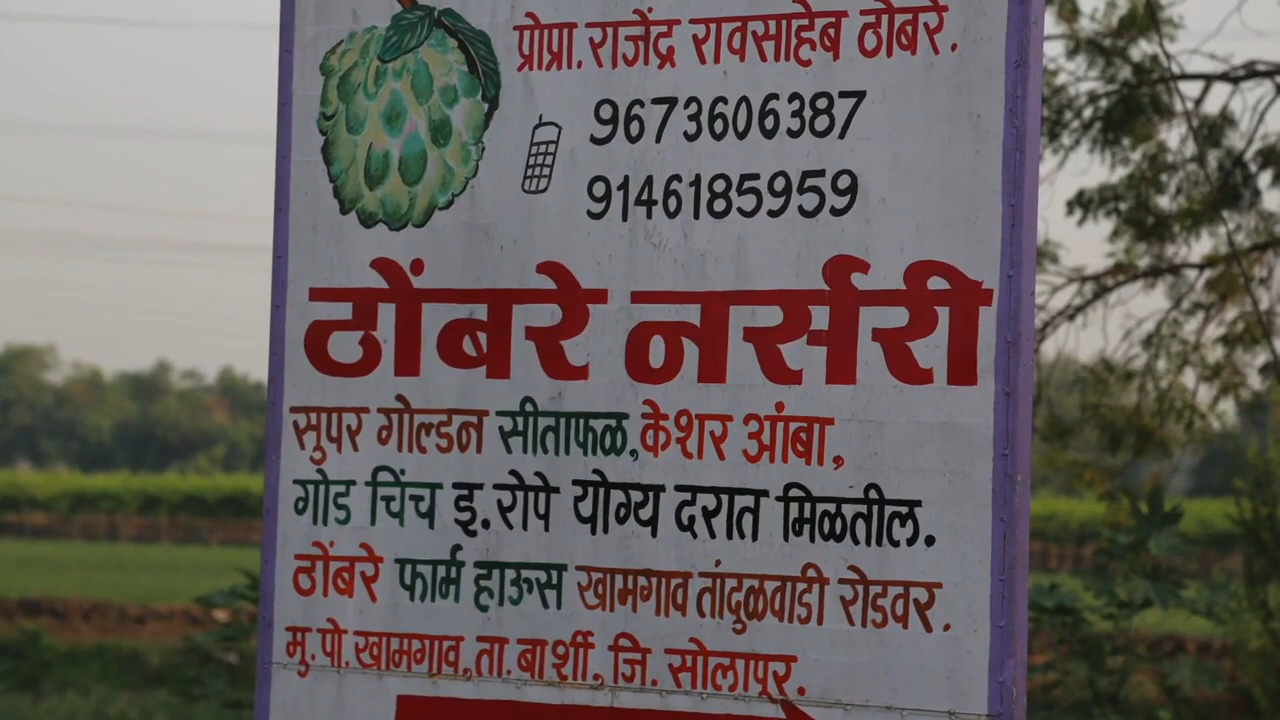 प्रोप्रा. राजेंद्र रावसाहेब ठोंबरे.
9673606387
9146185959
ठोंबरे नर्सरी
सुपर गोल्डन सीताफळ, केशर आंबा,
गोड चिंच इ. रोपे योग्य दरात मिळतील.
ठोंबरे फार्म हाऊस खामगाव तांदुळवाडी रोडवर.
मु. पो. खामगाव, ता. बार्शी, जि. सोलापूर.